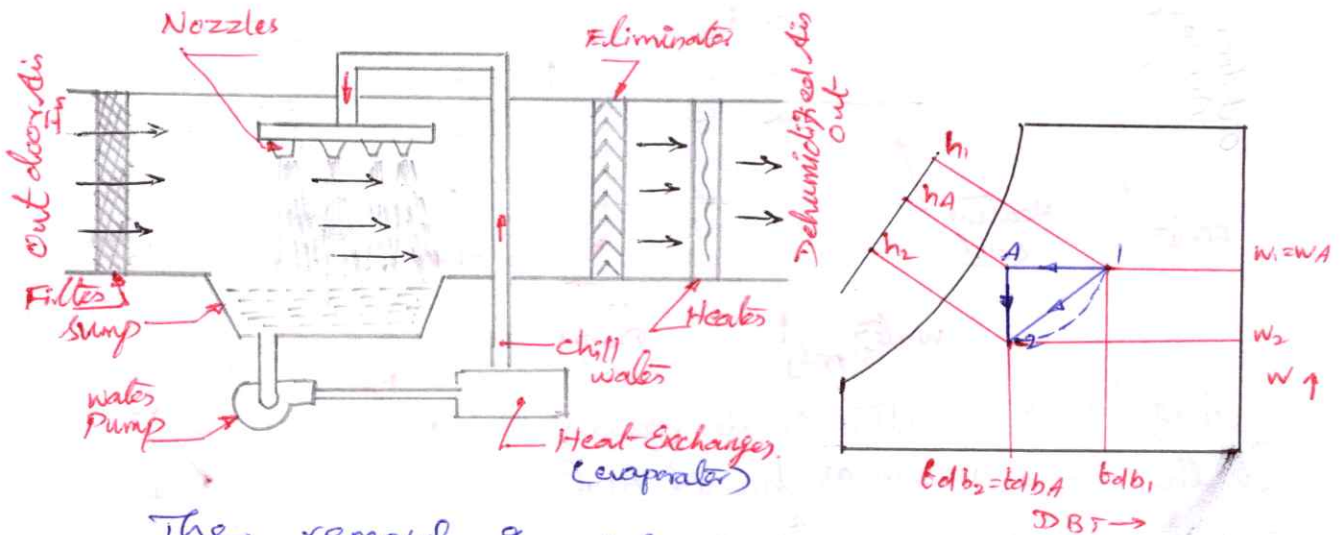 Nozzles
Eliminator
Out door Air
In
Dehumidified Air
Out
Filter
Sump
Water
Pump
chill
water
Heat-Exchanger.
(evaporator)
Heater
h1
hA
h2
A
1
2
w1=wA
w2
W ↑
tdb2=tdbA
tdb1
DBT→
The